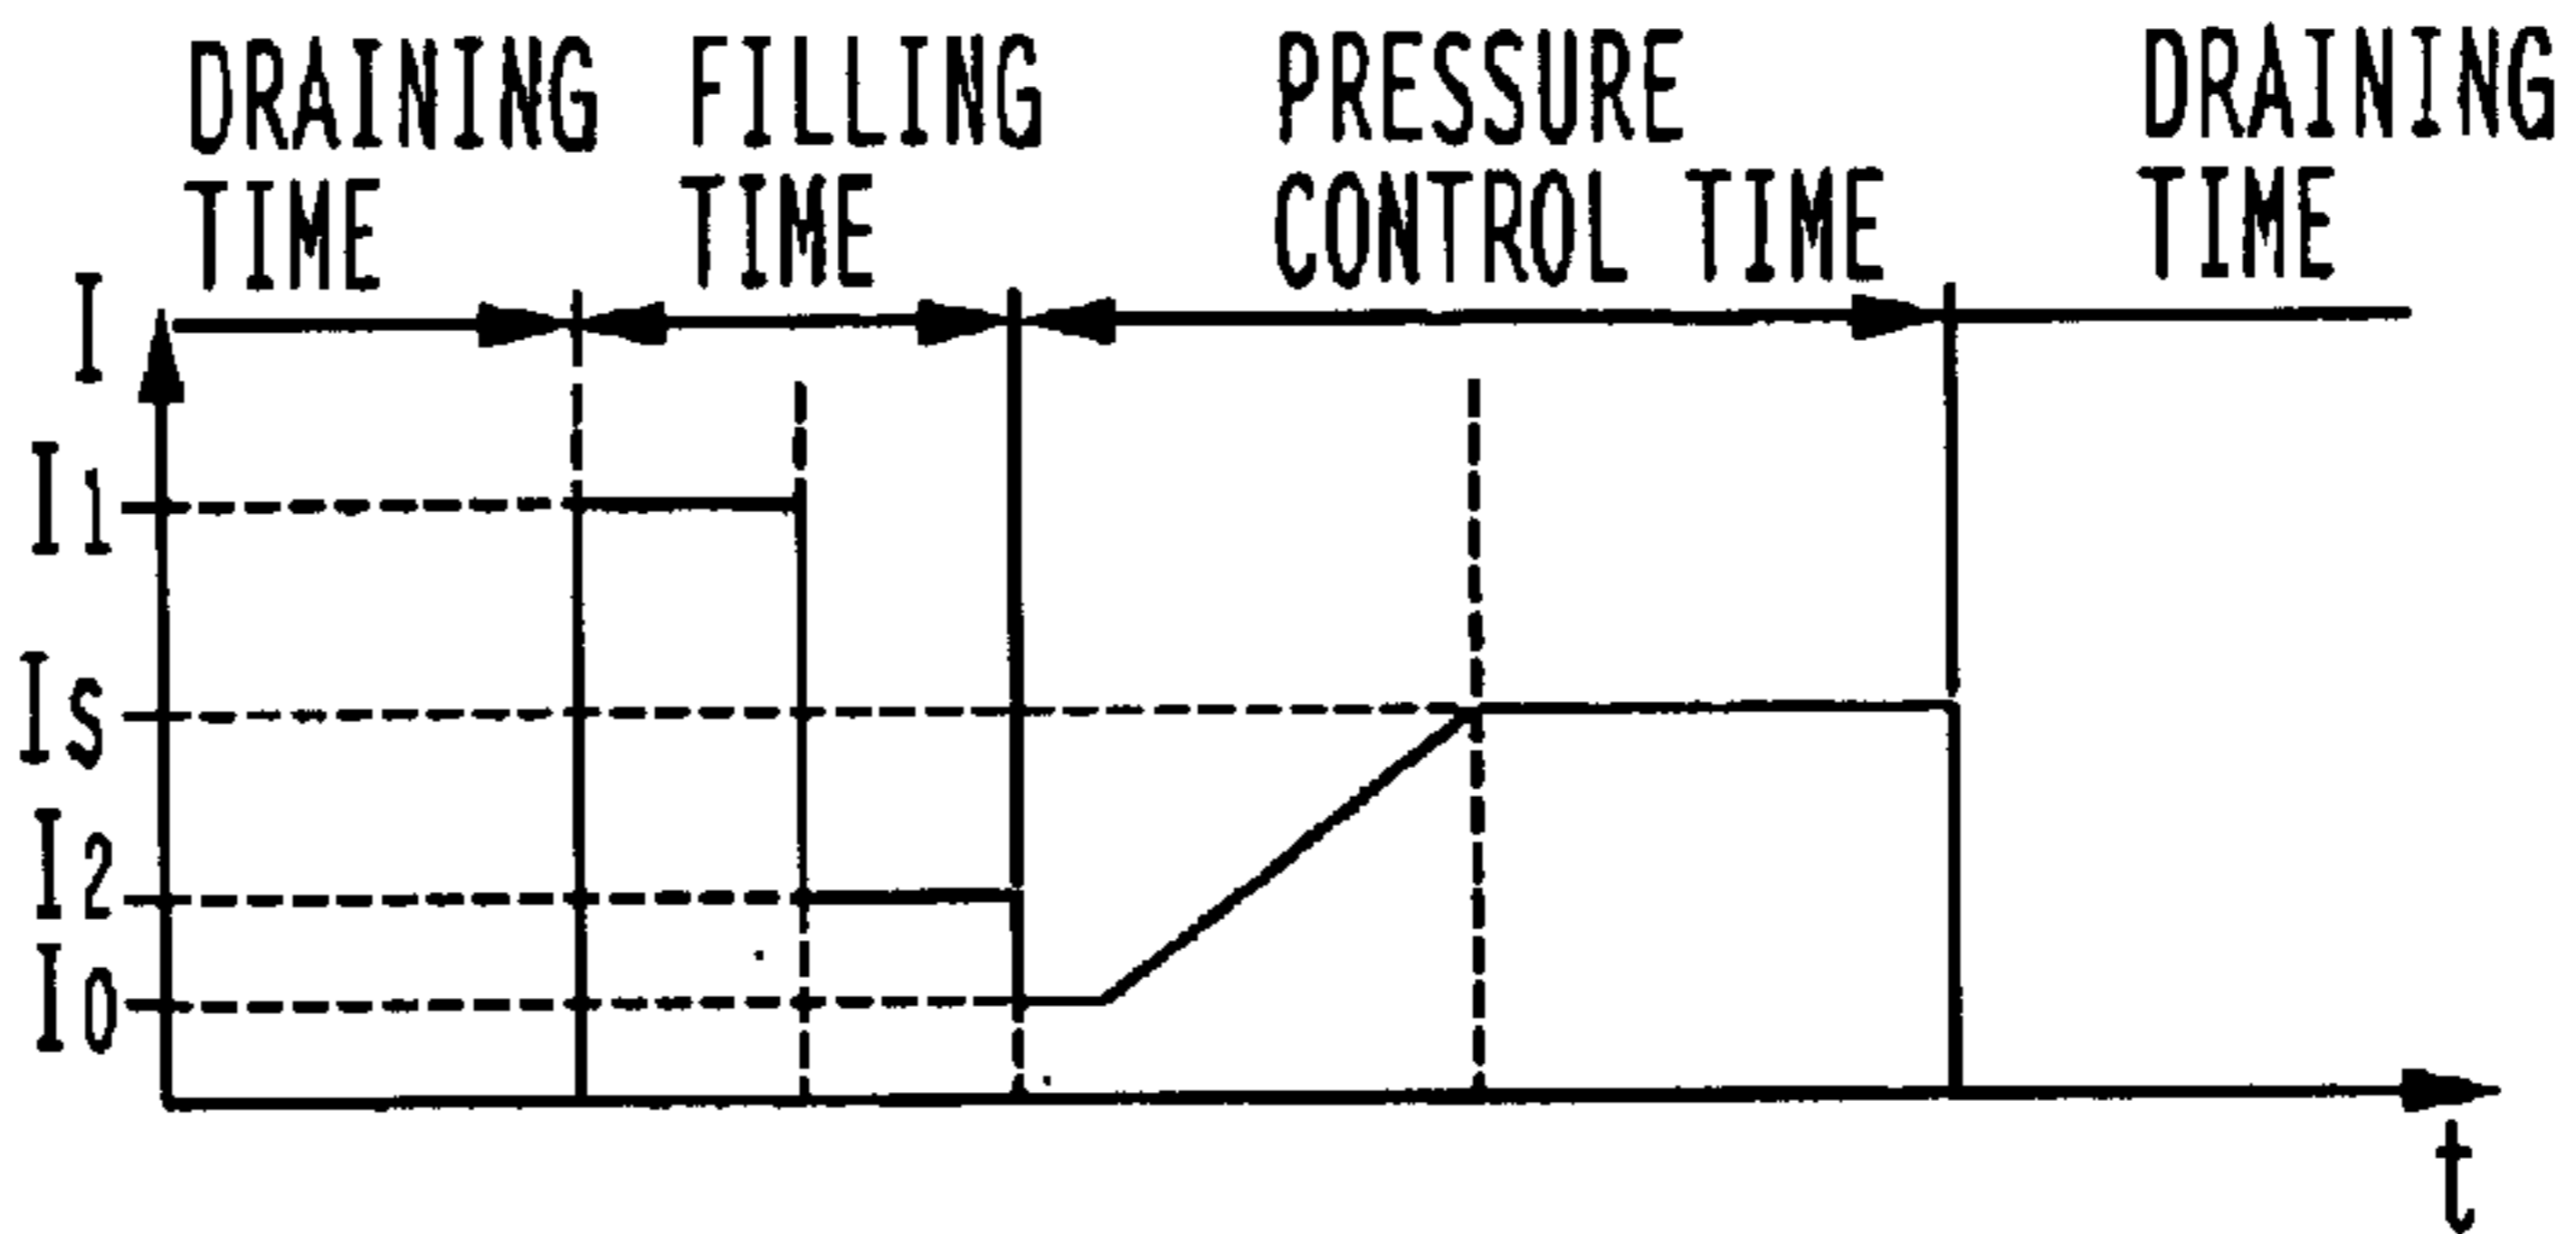 DRAINING TIME
FILLING TIME
PRESSURE CONTROL TIME
DRAINING TIME
I
I1
IS
I2
I0
t